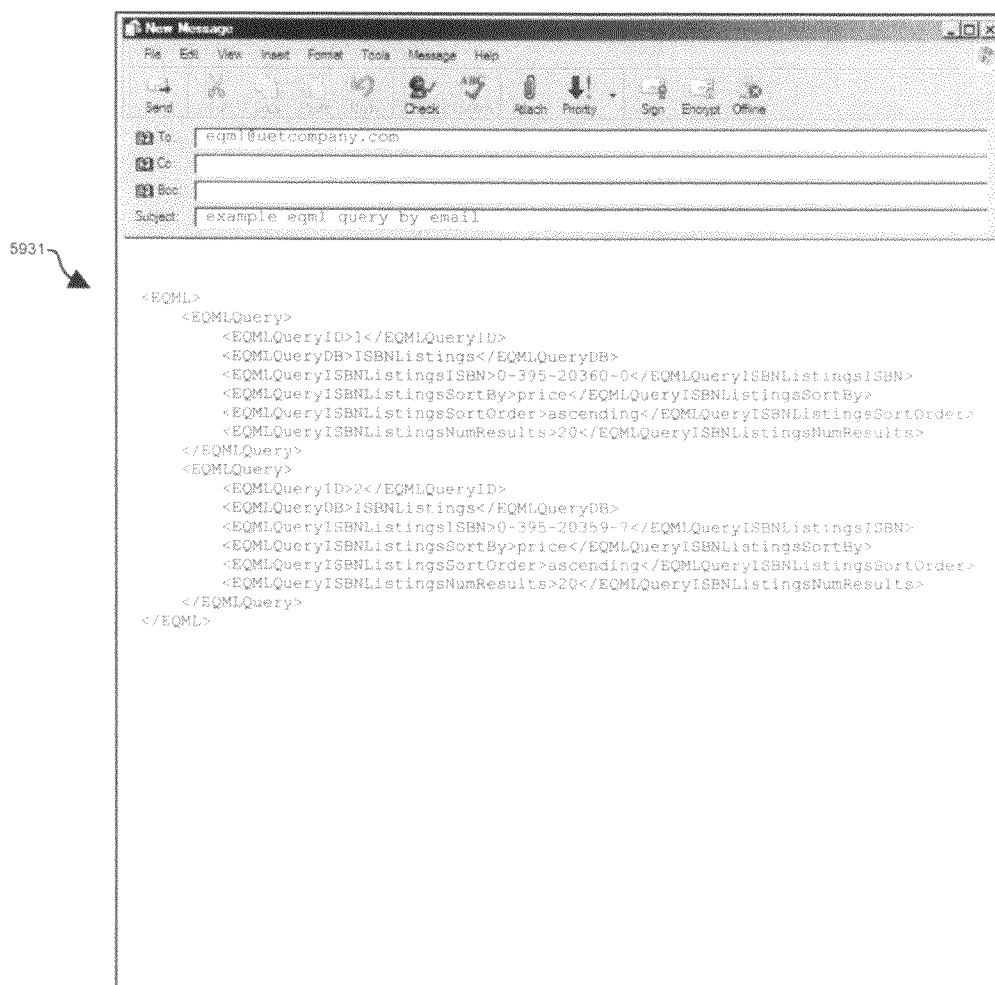 New Message
File Edit View Insert Format Tools Message Help
Send Check Attach Priority Sign Encrypt Offline
To: eqml@uetcompany.com
Cc:
Bcc:
Subject: example eqml query by email
5931
<EQML>
<EQMLQuery>
<EQMLQueryID>1</EQMLQueryID>
<EQMLQueryDB>ISBNListings</EQMLQueryDB>
<EQMLQueryISBNListingsISBN>0-395-20360-0</EQMLQueryISBNListingsISBN>
<EQMLQueryISBNListingsSortBy>price</EQMLQueryISBNListingsSortBy>
<EQMLQueryISBNListingsSortOrder>ascending</EQMLQueryISBNListingsSortOrder>
<EQMLQueryISBNListingsNumResults>20</EQMLQueryISBNListingsNumResults>
</EQMLQuery>
<EQMLQuery>
<EQMLQueryID>2</EQMLQueryID>
<EQMLQueryDB>ISBNListings</EQMLQueryDB>
<EQMLQueryISBNListingsISBN>0-395-20359-7</EQMLQueryISBNListingsISBN>
<EQMLQueryISBNListingsSortBy>price</EQMLQueryISBNListingsSortBy>
<EQMLQueryISBNListingsSortOrder>ascending</EQMLQueryISBNListingsSortOrder>
<EQMLQueryISBNListingsNumResults>20</EQMLQueryISBNListingsNumResults>
</EQMLQuery>
</EQML>